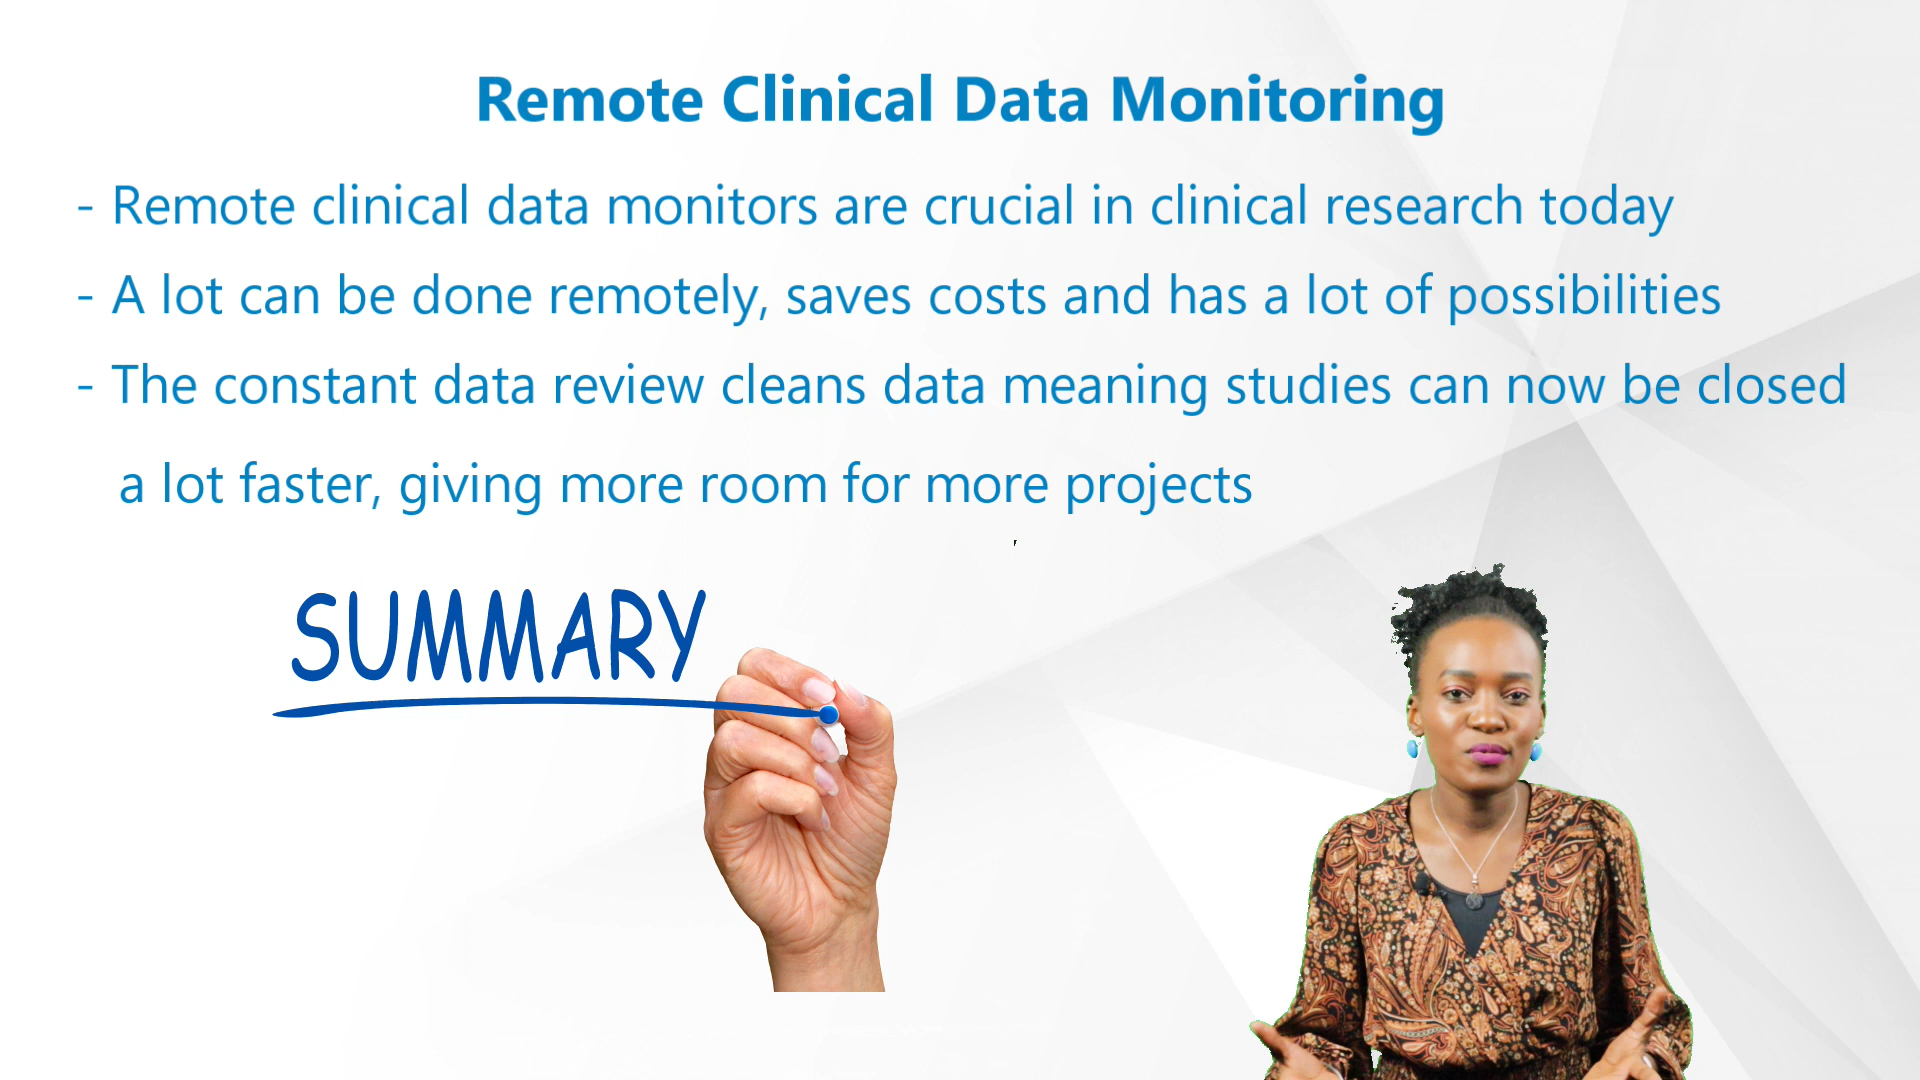 Remote Clinical Data Monitoring
- Remote clinical data monitors are crucial in clinical research today
- A lot can be done remotely, saves costs and has a lot of possibilities
- The constant data review cleans data meaning studies can now be closed
a lot faster, giving more room for more projects
SUMMARY